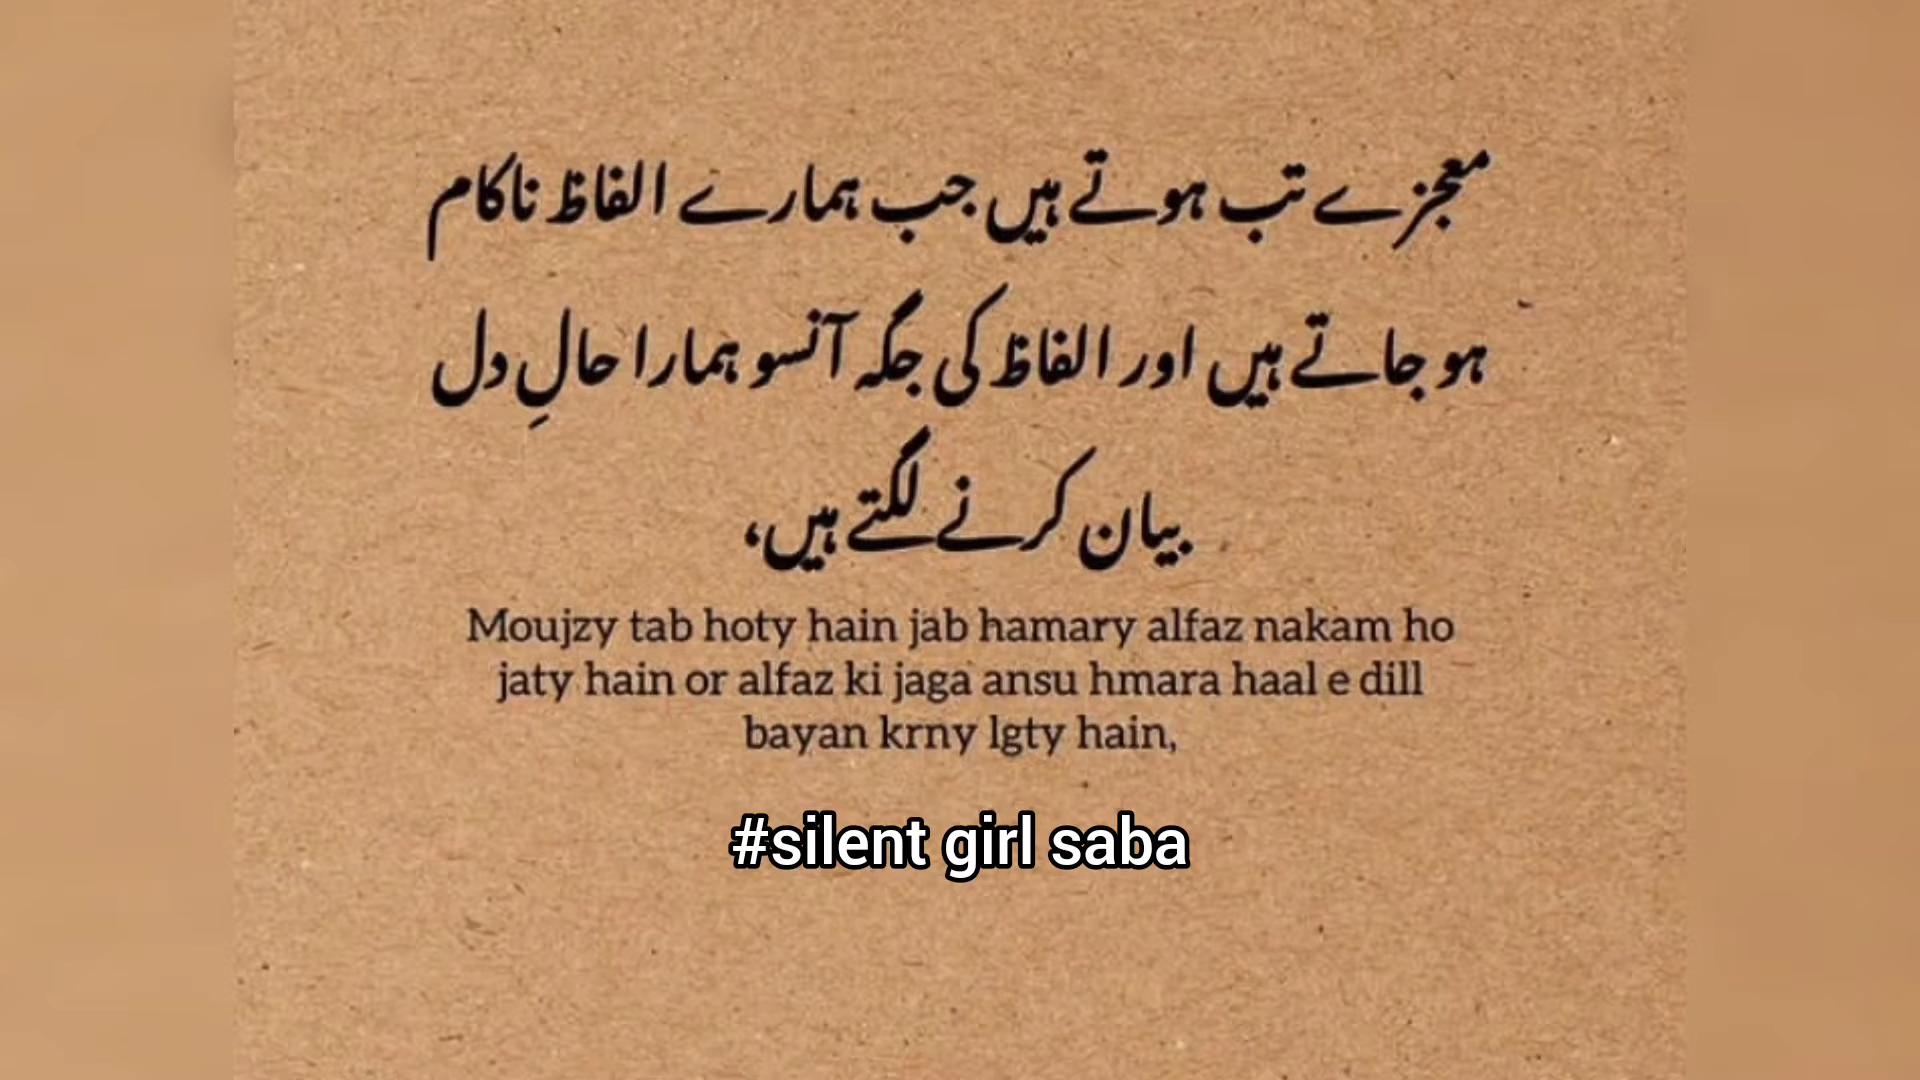 معجزے تب ہوتے ہیں جب ہمارے الفاظ ناکام
ہو جاتے ہیں اور الفاظ کی جگہ آنسو ہمارا حالِ دل
بیان کرنے لگتے ہیں،
Moujzy tab hoty hain jab hamary alfaz nakam ho
jaty hain or alfaz ki jaga ansu hmara haal e dill
bayan krny lgty hain,
#silent girl saba